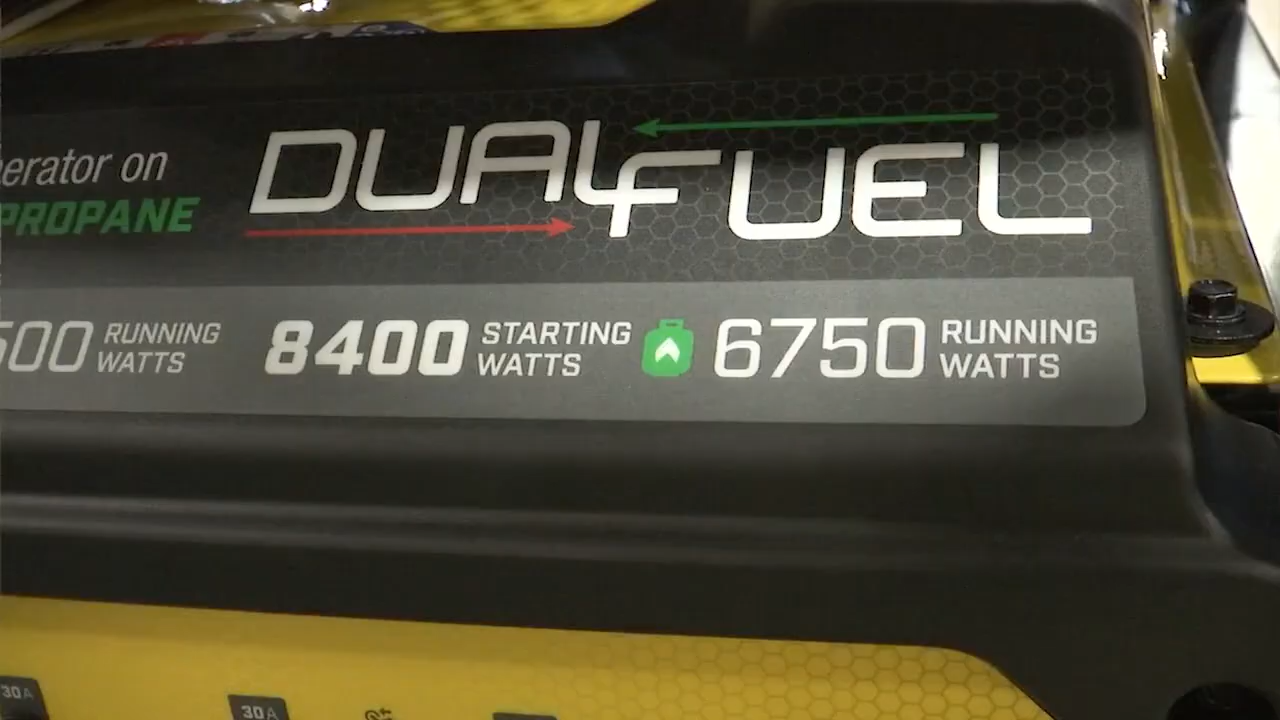 erator on
PROPANE
DUAL FUEL
500 RUNNING WATTS
8400 STARTING WATTS
6750 RUNNING WATTS
30A
30A